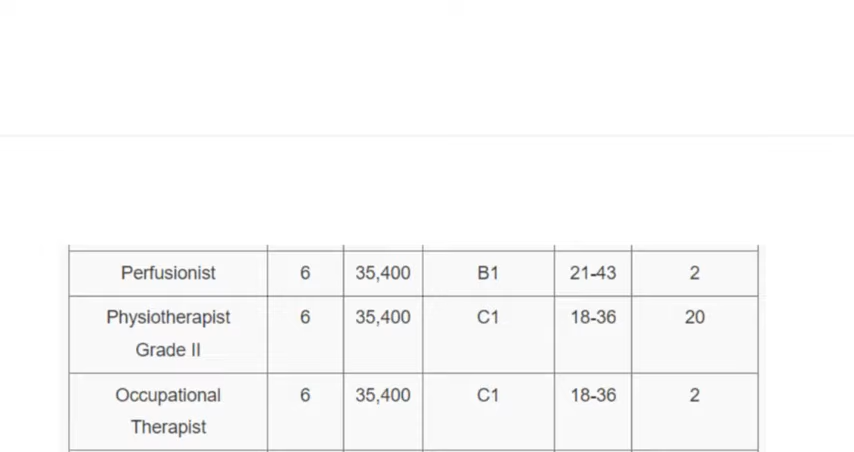 Perfusionist 6 35,400 B1 21-43 2
Physiotherapist 6 35,400 C1 18-36 20
Grade II
Occupational 6 35,400 C1 18-36 2
Therapist